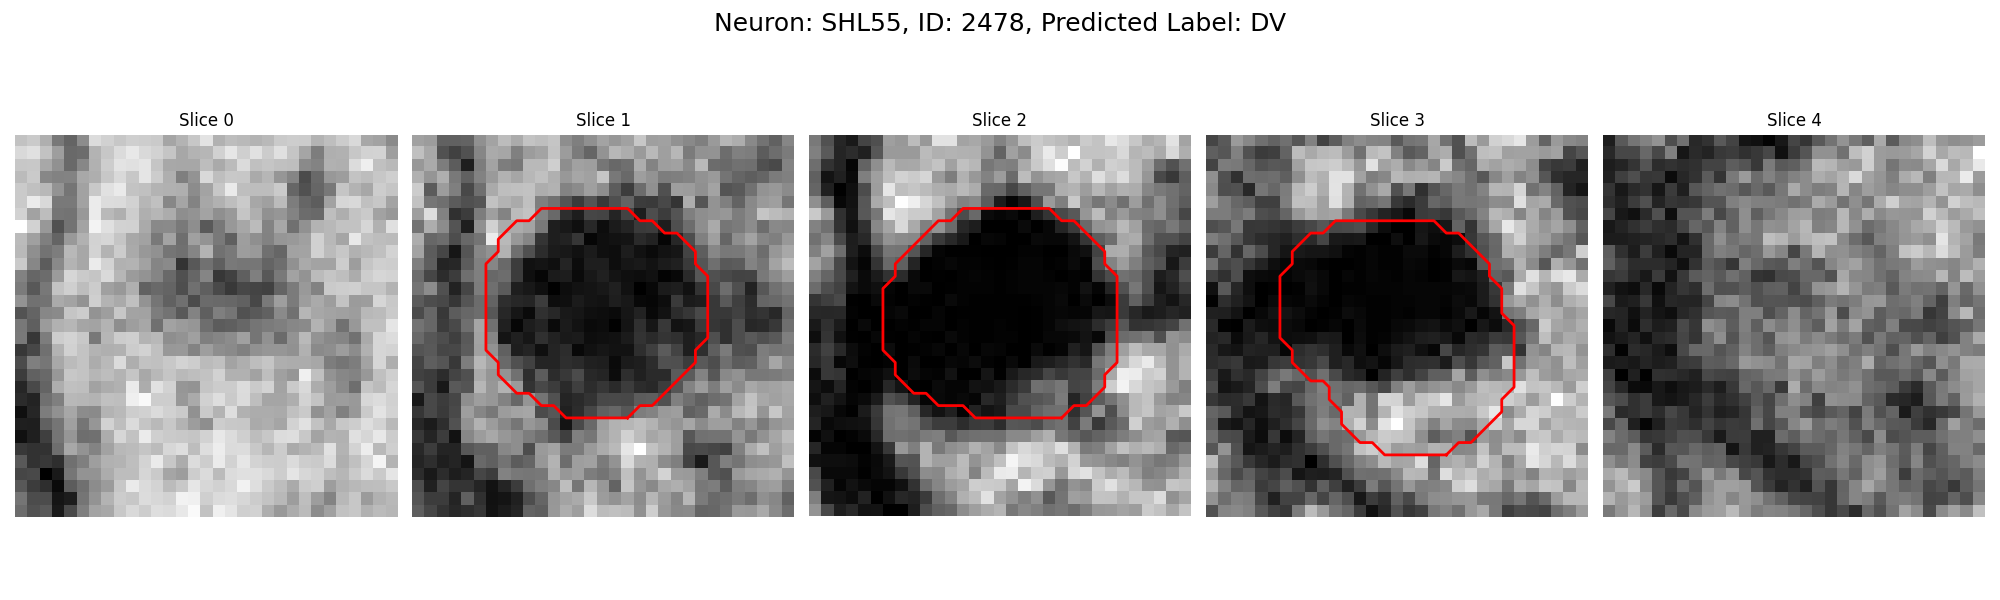 Neuron: SHL55, ID: 2478, Predicted Label: DV
Slice 0
Slice 1
Slice 2
Slice 3
Slice 4